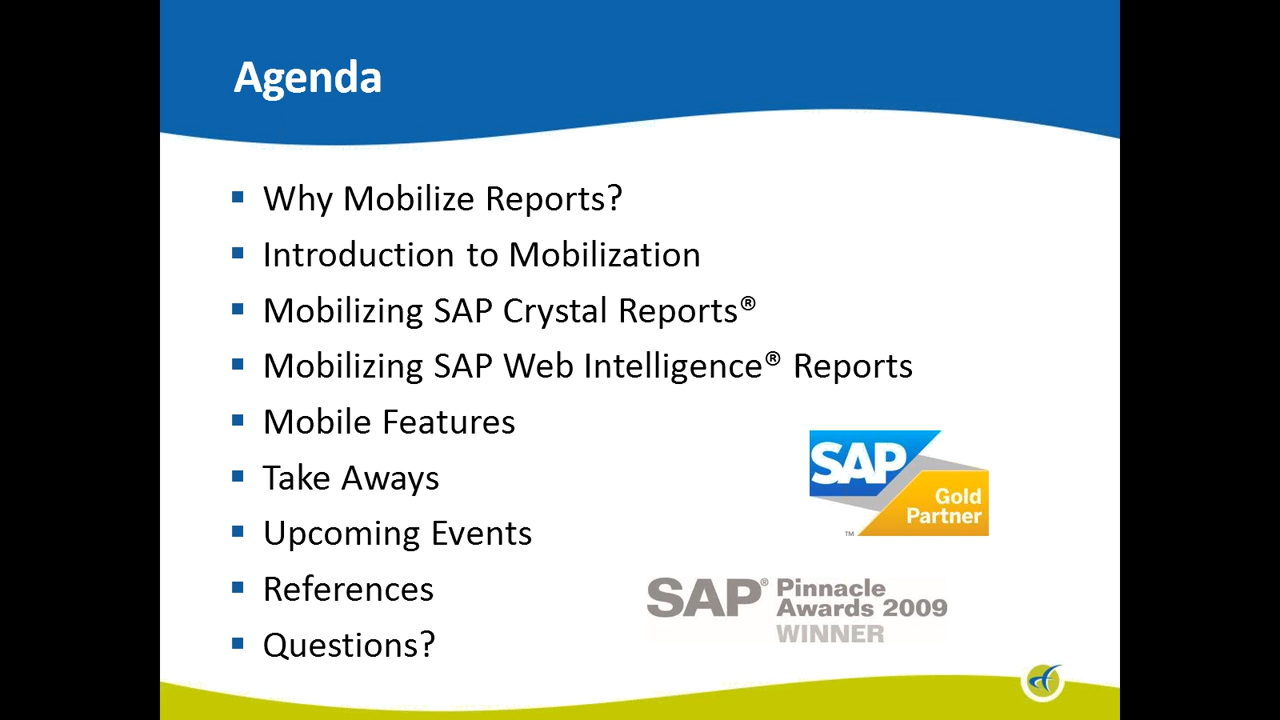 Agenda
Why Mobilize Reports?
Introduction to Mobilization
Mobilizing SAP Crystal Reports®
Mobilizing SAP Web Intelligence® Reports
Mobile Features
Take Aways
Upcoming Events
References
Questions?
SAP
Gold
Partner
™
SAP® Pinnacle
Awards 2009
WINNER